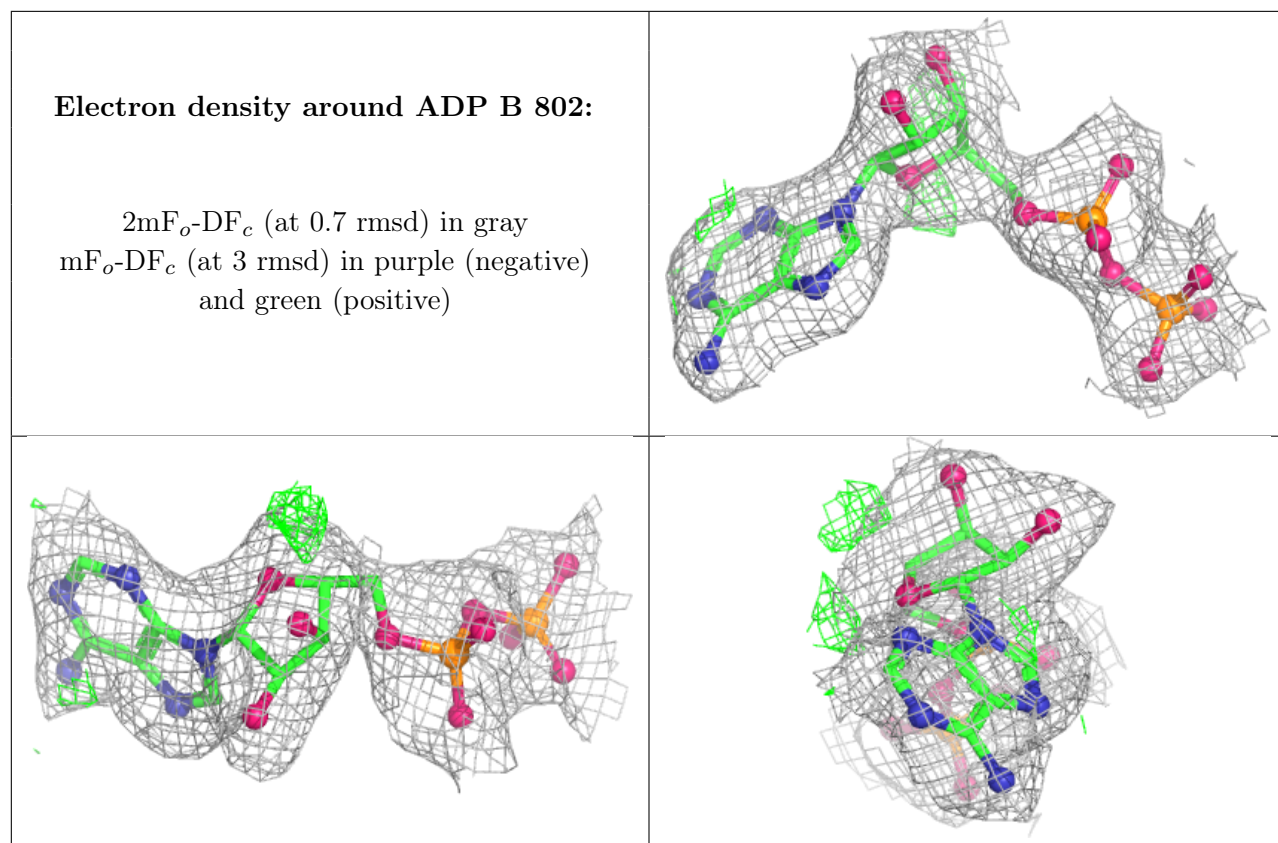 Electron density around ADP B 802:
2mFo-DFc (at 0.7 rmsd) in gray
mFo-DFc (at 3 rmsd) in purple (negative)
and green (positive)